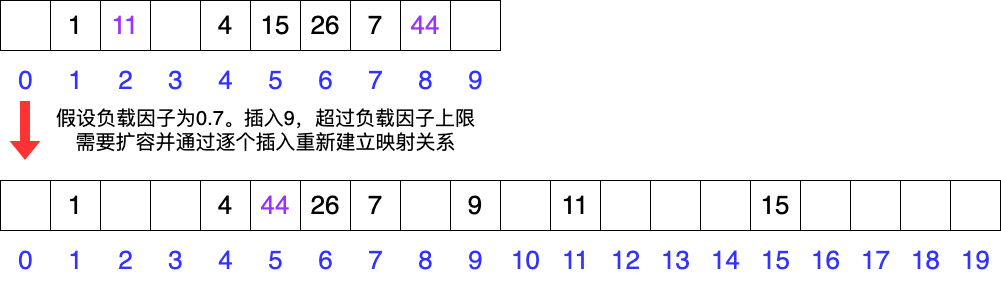 1 11 4 15 26 7 44
0 1 2 3 4 5 6 7 8 9
假设负载因子为0.7。插入9，超过负载因子上限
需要扩容并通过逐个插入重新建立映射关系
1 4 44 26 7 9 11 15
0 1 2 3 4 5 6 7 8 9 10 11 12 13 14 15 16 17 18 19